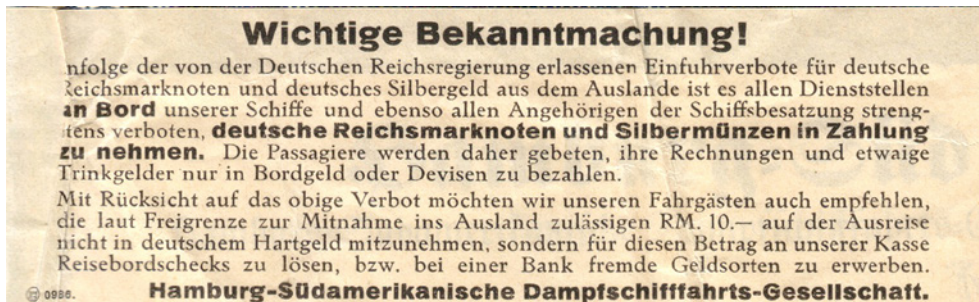 Wichtige Bekanntmachung!
nfolge der von der Deutschen Reichsregierung erlassenen Einfuhrverbote für deutsche
Reichsmarknoten und deutsches Silbergeld aus dem Auslande ist es allen Dienststellen
an Bord unserer Schiffe und ebenso allen Angehörigen der Schiffsbesatzung streng-
tens verboten, deutsche Reichsmarknoten und Silbermünzen in Zahlung
zu nehmen. Die Passagiere werden daher gebeten, ihre Rechnungen und etwaige
Trinkgelder nur in Bordgeld oder Devisen zu bezahlen.
Mit Rücksicht auf das obige Verbot möchten wir unseren Fahrgästen auch empfehlen,
die laut Freigrenze zur Mitnahme ins Ausland zulässigen RM. 10.— auf der Ausreise
nicht in deutschem Hartgeld mitzunehmen, sondern für diesen Betrag an unserer Kasse
Reisebordschecks zu lösen, bzw. bei einer Bank fremde Geldsorten zu erwerben.
0986. Hamburg-Südamerikanische Dampfschifffahrts-Gesellschaft.